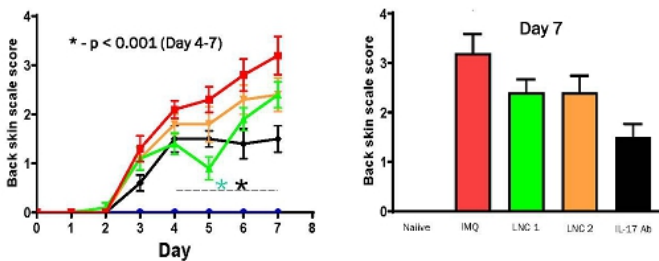 * - p < 0.001 (Day 4-7)
Back skin scale score
4
3
2
1
0
0 1 2 3 4 5 6 7 8
* *
Day
Day 7
Back skin scale score
4
3
2
1
0
Naiive IMQ LNC 1 LNC 2 IL-17 Ab